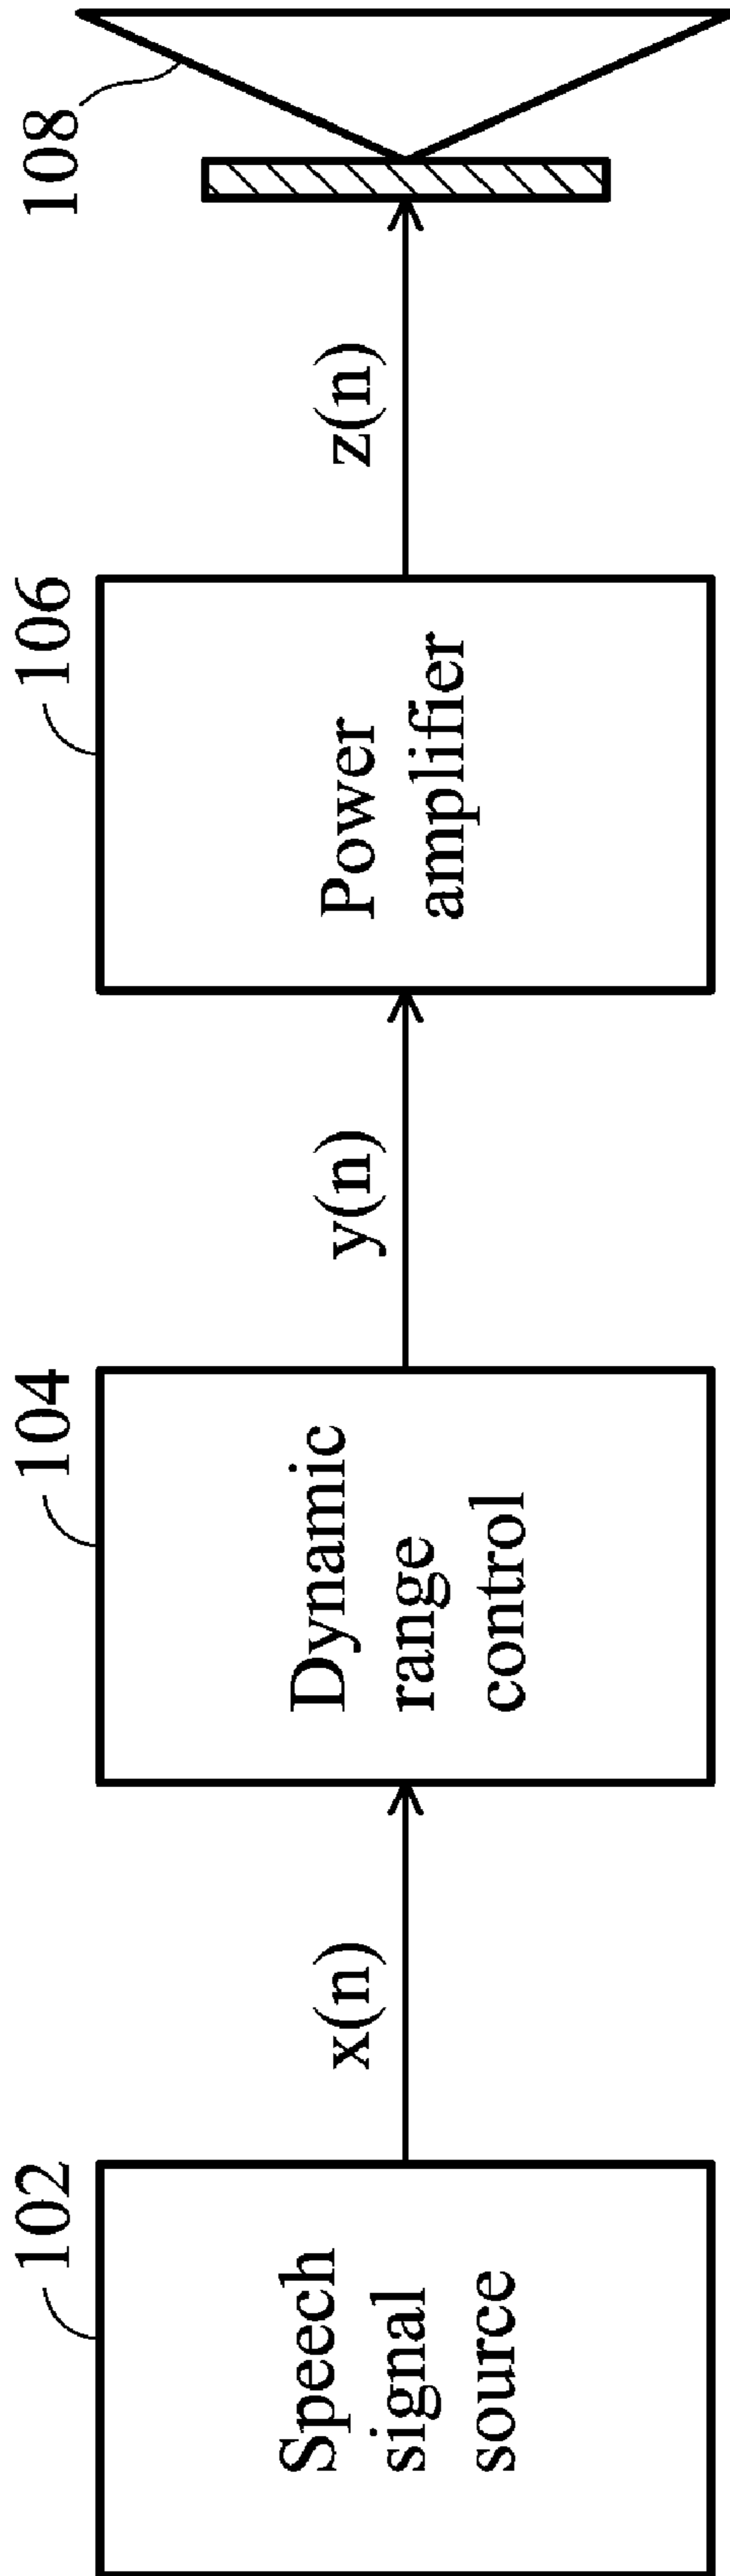 102
Speech
signal
source
x(n)
104
Dynamic
range
control
y(n)
106
Power
amplifier
z(n)
108